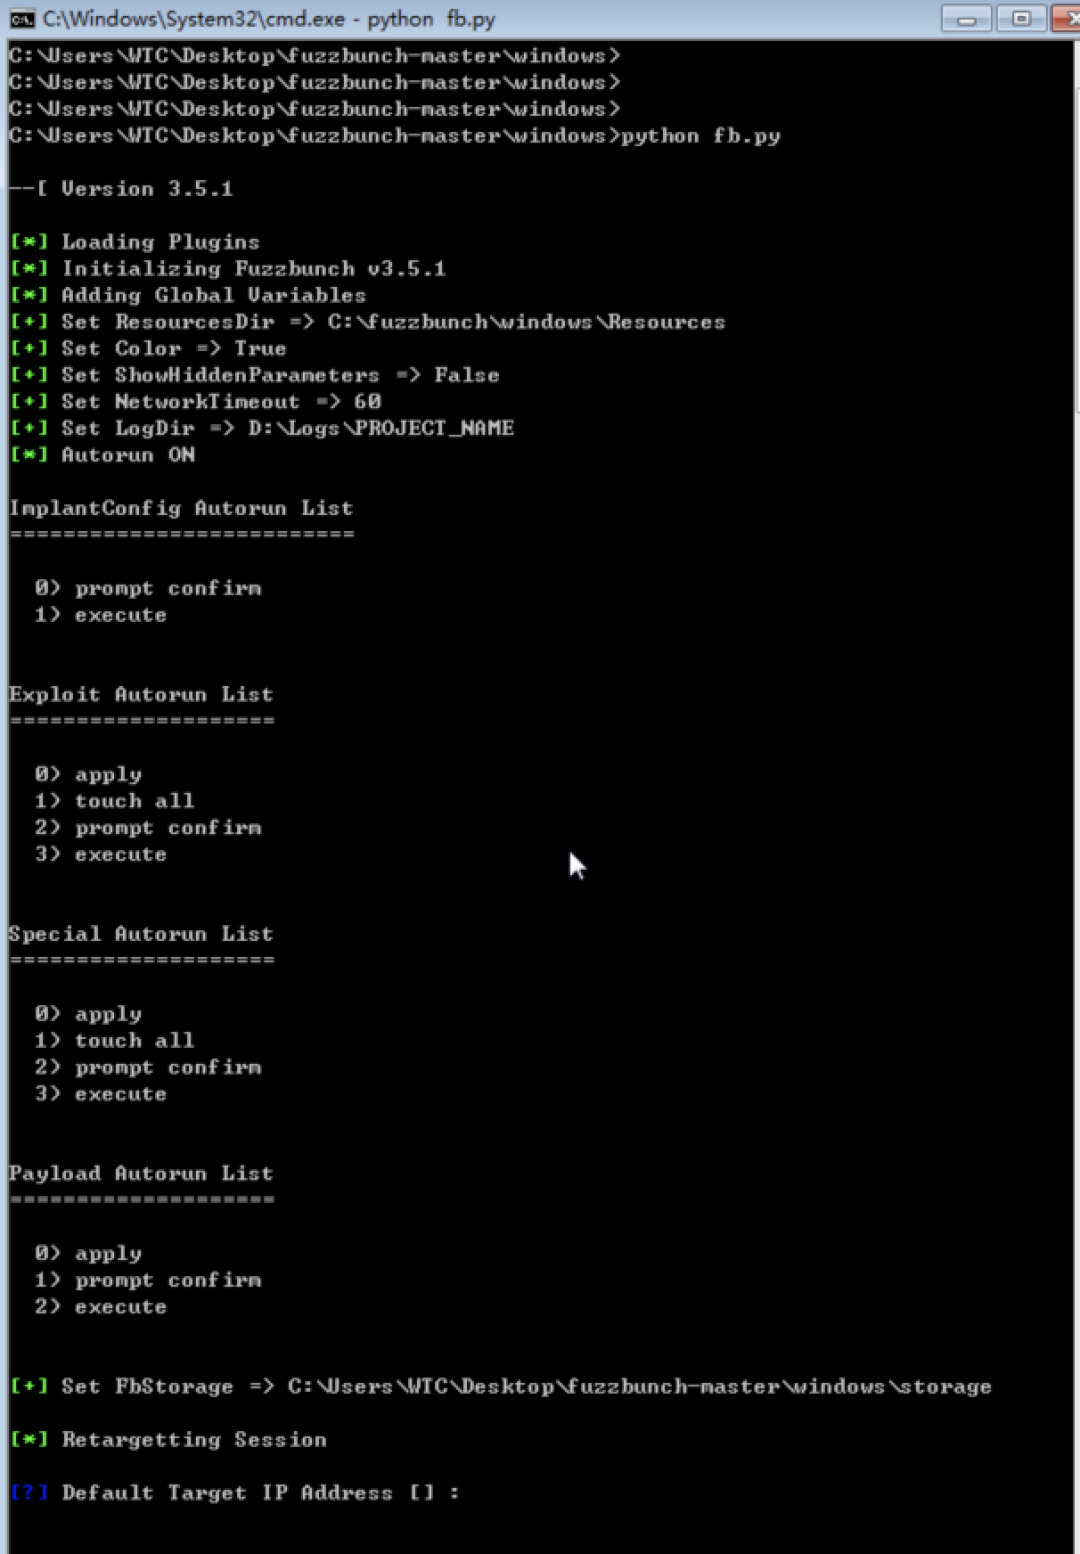 C:\Windows\System32\cmd.exe - python  fb.py
C:\Users\WTC\Desktop\fuzzbunch-master\windows>
C:\Users\WTC\Desktop\fuzzbunch-master\windows>
C:\Users\WTC\Desktop\fuzzbunch-master\windows>
C:\Users\WTC\Desktop\fuzzbunch-master\windows>python fb.py
--[ Version 3.5.1
[*] Loading Plugins
[*] Initializing Fuzzbunch v3.5.1
[*] Adding Global Variables
[+] Set ResourcesDir => C:\fuzzbunch\windows\Resources
[+] Set Color => True
[+] Set ShowHiddenParameters => False
[+] Set NetworkTimeout => 60
[+] Set LogDir => D:\Logs\PROJECT_NAME
[*] Autorun ON
ImplantConfig Autorun List
==========================
0> prompt confirm
1> execute
Exploit Autorun List
====================
0> apply
1> touch all
2> prompt confirm
3> execute
Special Autorun List
====================
0> apply
1> touch all
2> prompt confirm
3> execute
Payload Autorun List
====================
0> apply
1> prompt confirm
2> execute
[+] Set FbStorage => C:\Users\WTC\Desktop\fuzzbunch-master\windows\storage
[*] Retargetting Session
[?] Default Target IP Address [] :